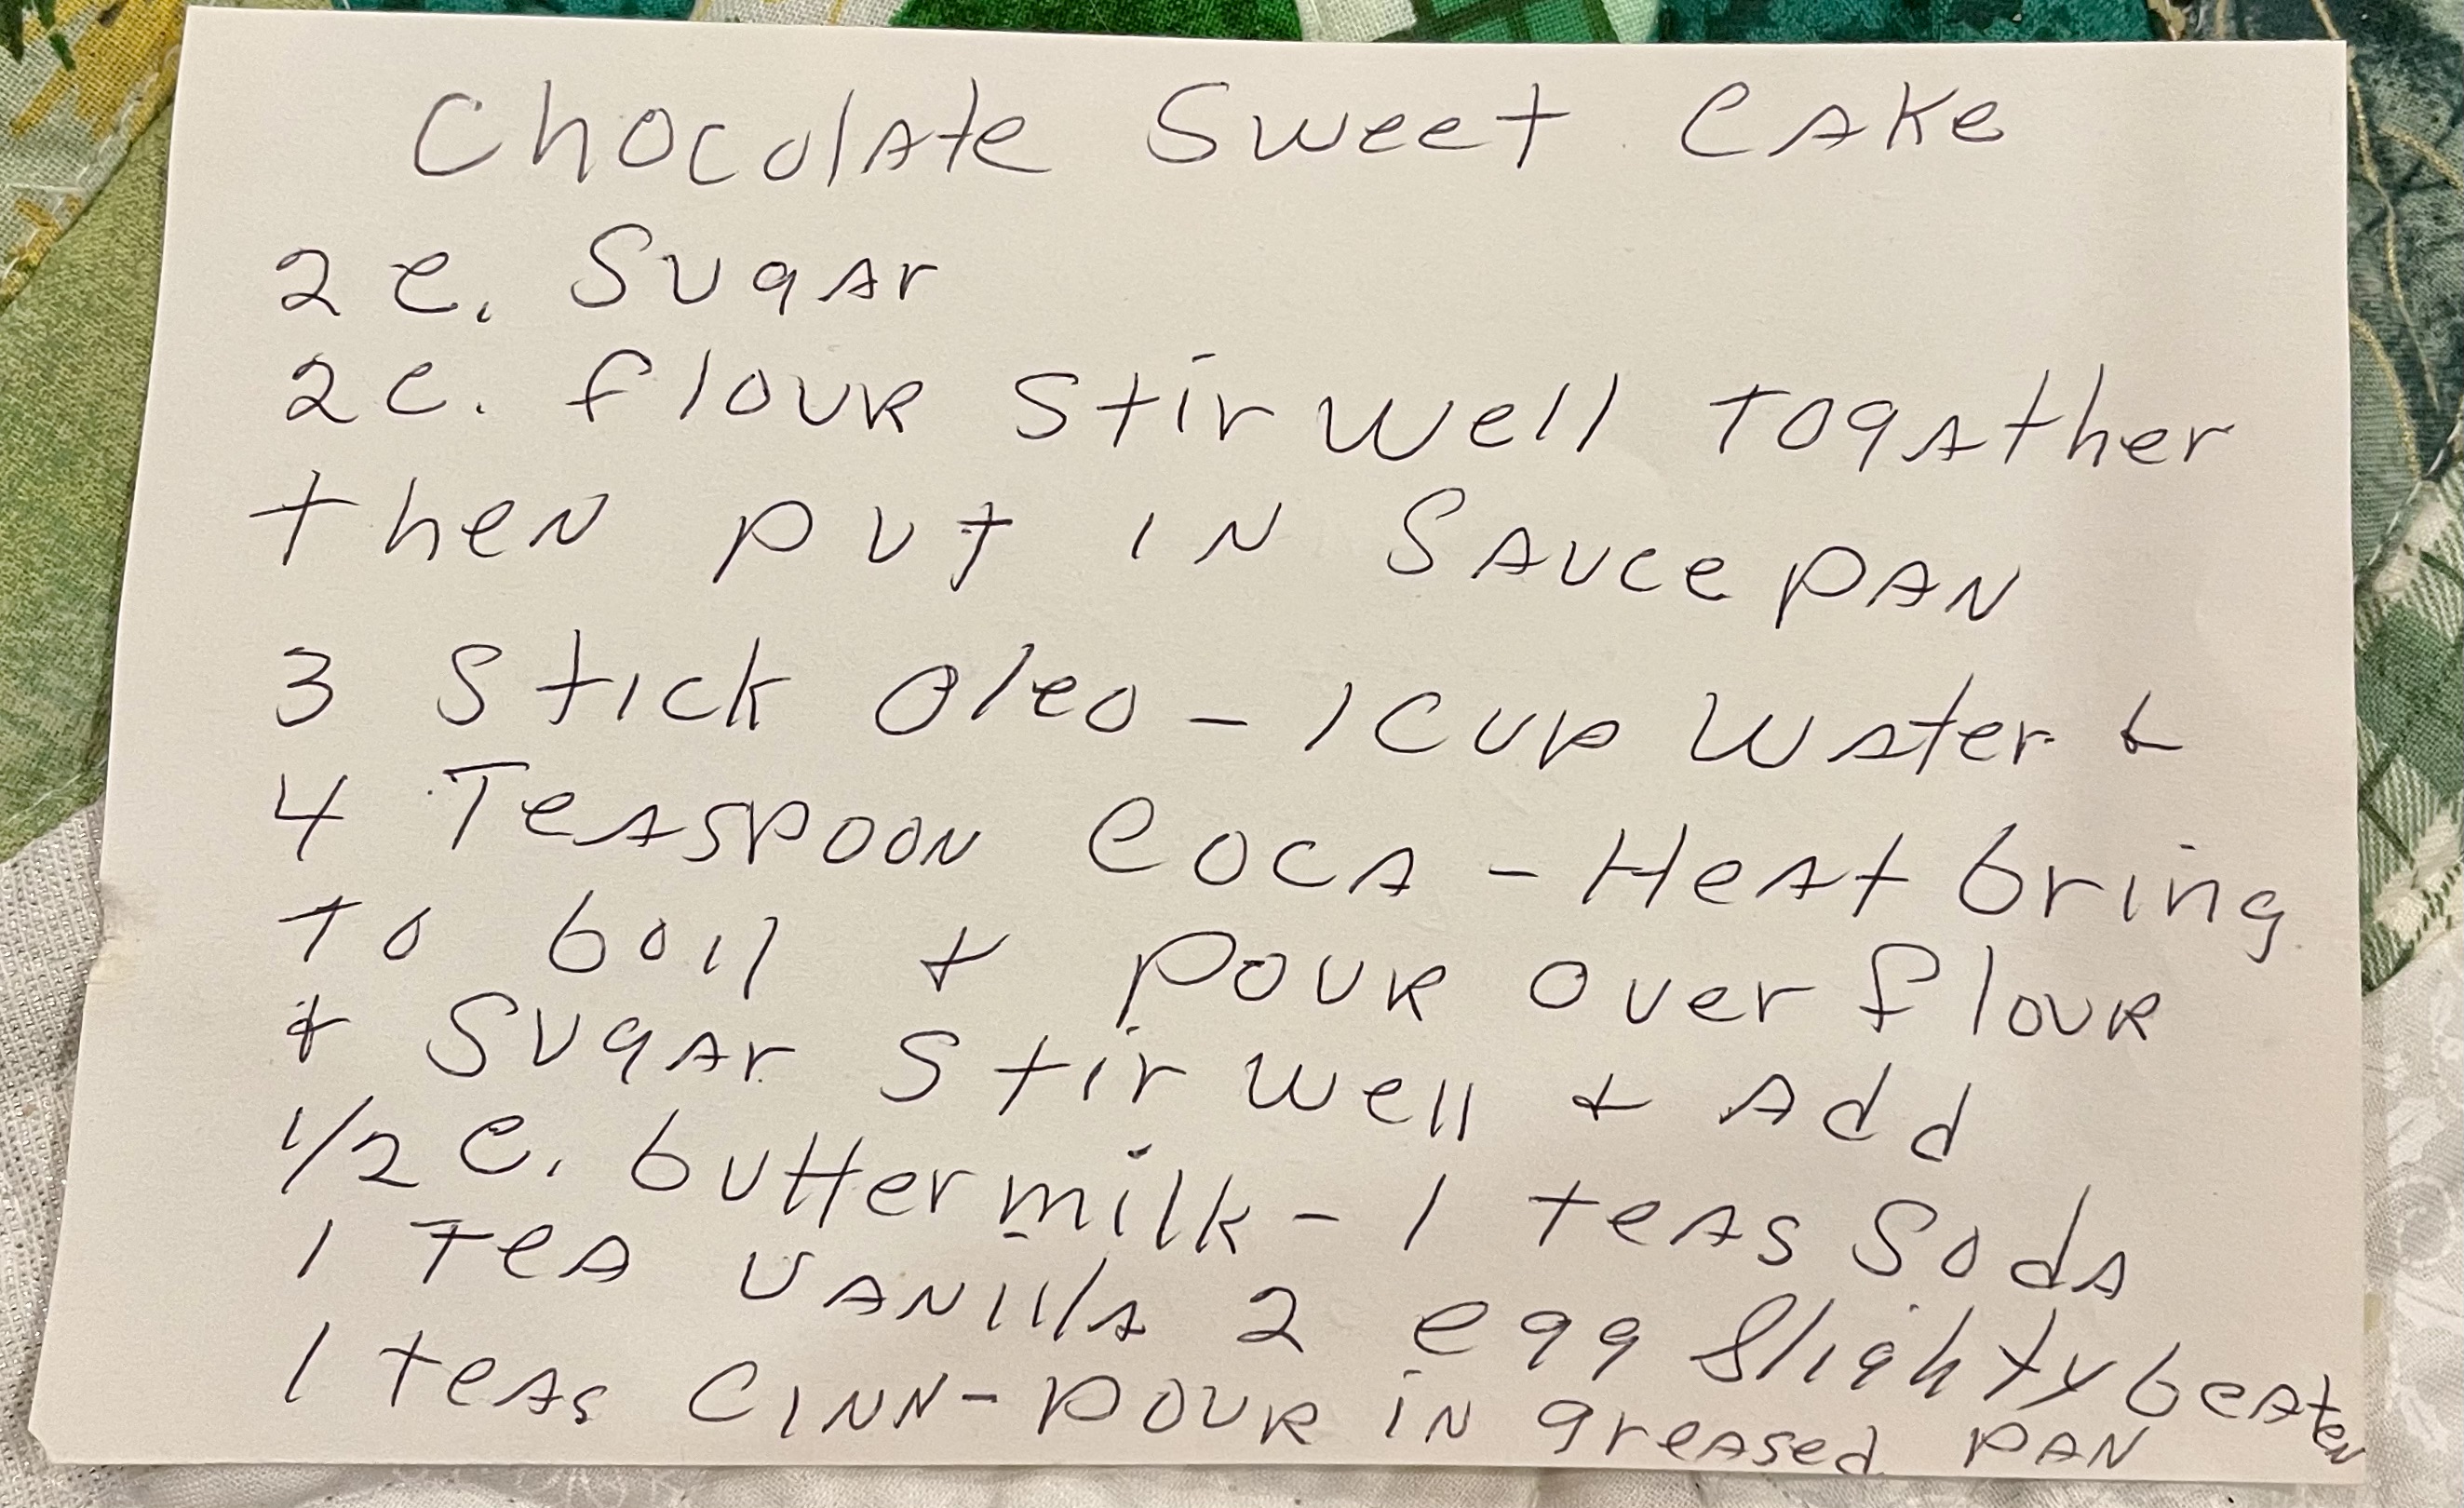 Chocolate Sweet Cake
2 c. Sugar
2 c. flour Stir Well Togather
then put in Sauce pan
3 Stick Oleo - 1 Cup Water &
4 Teaspoon Coca - Heat bring
to boil & pour over flour
& Sugar Stir Well & Add
1/2 c. buttermilk - 1 teas Soda
1 Tea Vanilla 2 egg Slighty beaten
1 teas Cinn - pour in greased pan